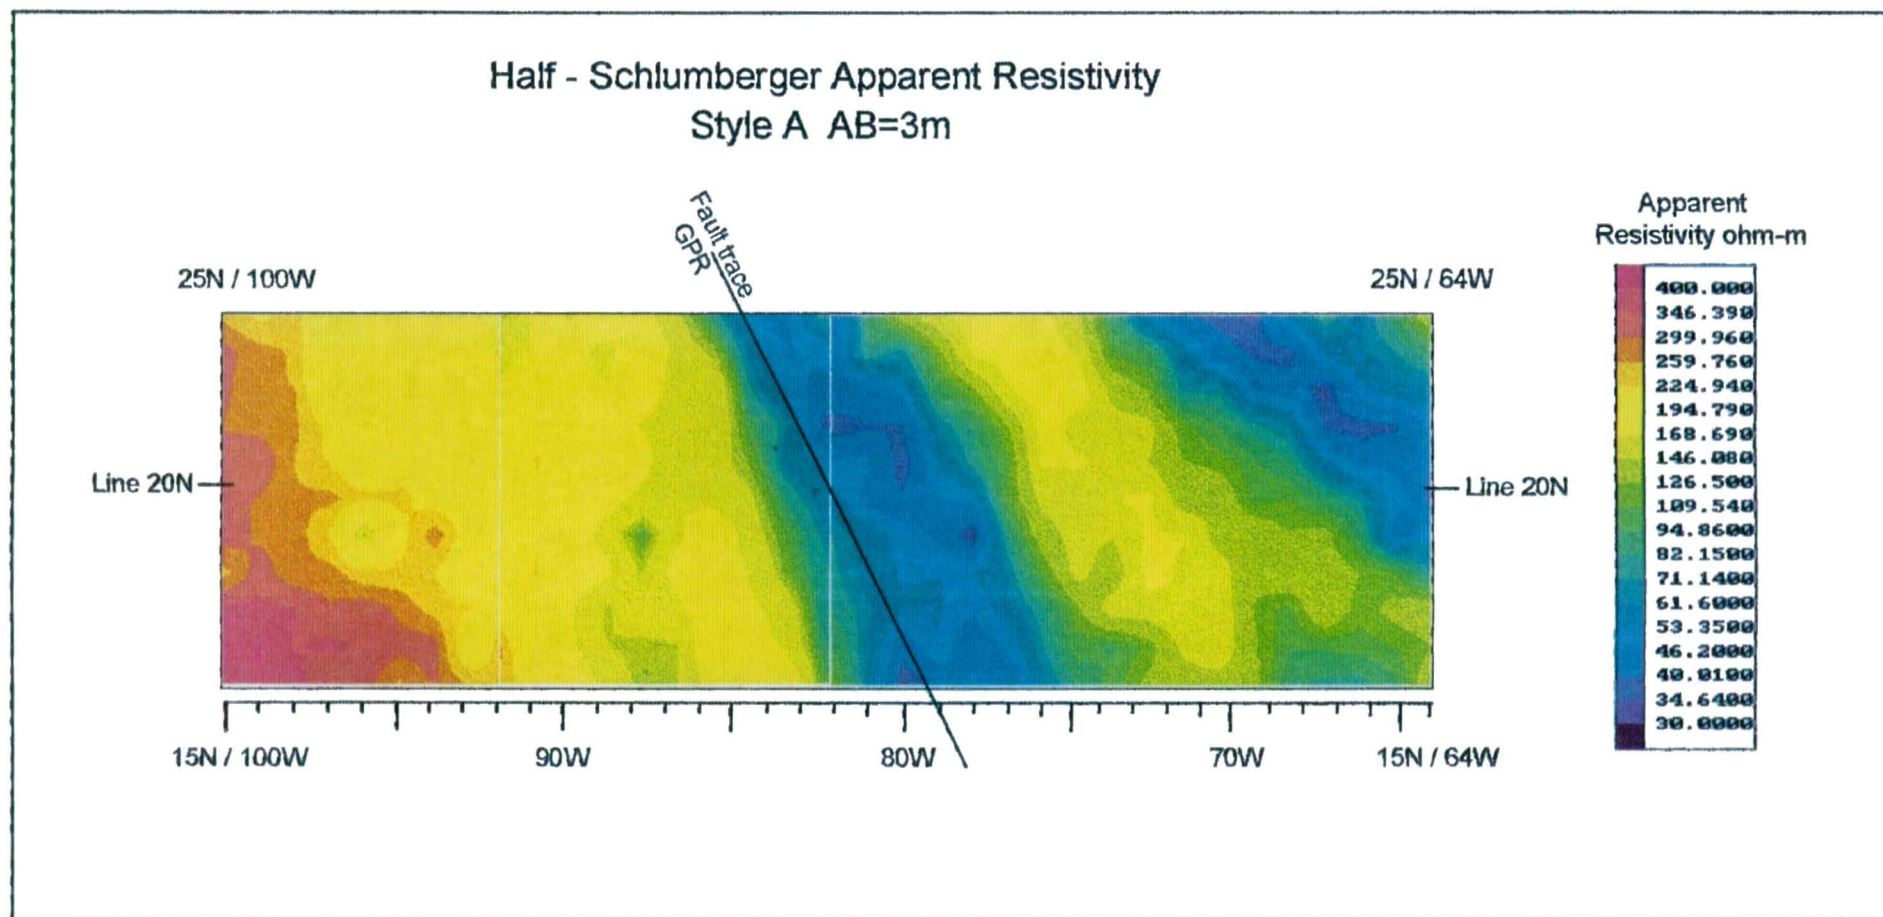 Half - Schlumberger Apparent Resistivity
Style A AB=3m
Fault trace
GPR
Apparent
Resistivity ohm-m
25N / 100W
25N / 64W
400.000
346.390
299.960
259.760
224.940
194.790
168.690
146.080
126.500
109.540
94.8600
82.1500
71.1400
61.6000
53.3500
46.2000
40.0100
34.6400
30.0000
Line 20N
Line 20N
15N / 100W
90W
80W
70W
15N / 64W